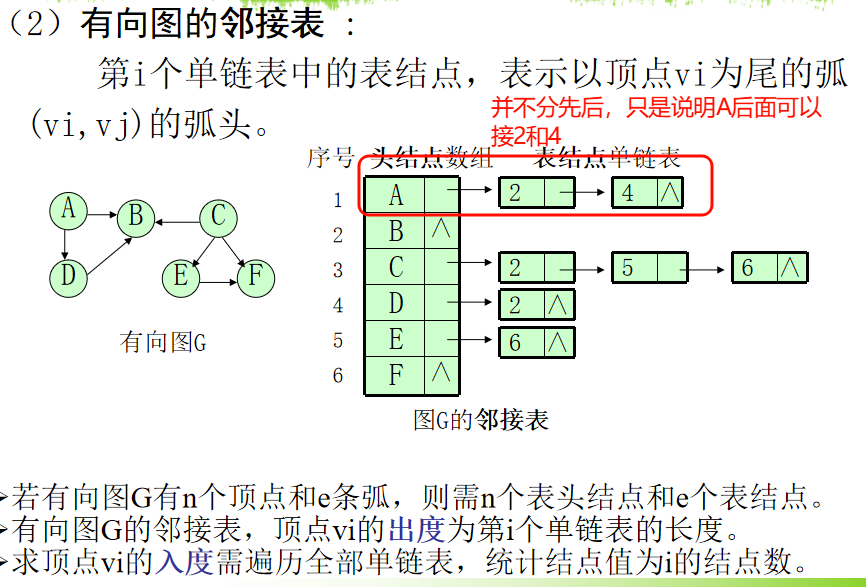 （2）有向图的邻接表 ：
第i个单链表中的表结点，表示以顶点vi为尾的弧
(vi,vj)的弧头。
并不分先后，只是说明A后面可以
接2和4
序号 头结点数组 表结点单链表
1 A 2 4 ∧
2 B ∧
3 C 2 5 6 ∧
4 D 2 ∧
5 E 6 ∧
6 F ∧
A B C
D E F
有向图G
图G的邻接表
➢若有向图G有n个顶点和e条弧，则需n个表头结点和e个表结点。
➢有向图G的邻接表，顶点vi的出度为第i个单链表的长度。
➢求顶点vi的入度需遍历全部单链表，统计结点值为i的结点数。